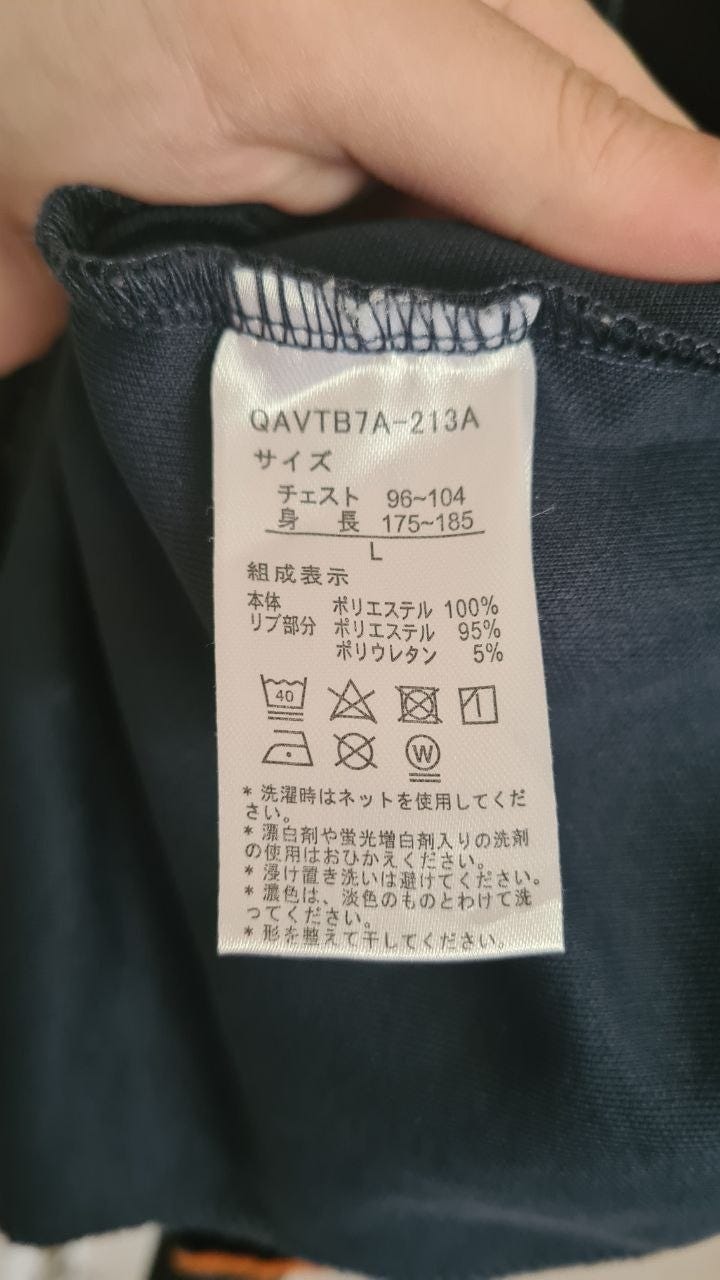 QAVTB7A-213A
サイズ
チェスト 96~104
身 長 175~185
L
組成表示
本体 ポリエステル 100%
リブ部分 ポリエステル 95%
ポリウレタン 5%
40
W
* 洗濯時はネットを使用してくだ
さい。
* 漂白剤や蛍光増白剤入りの洗剤
の使用はおひかえください。
* 浸け置き洗いは避けてください。
* 濃色は、淡色のものとわけて洗
ってください。
* 形を整えて干してください。